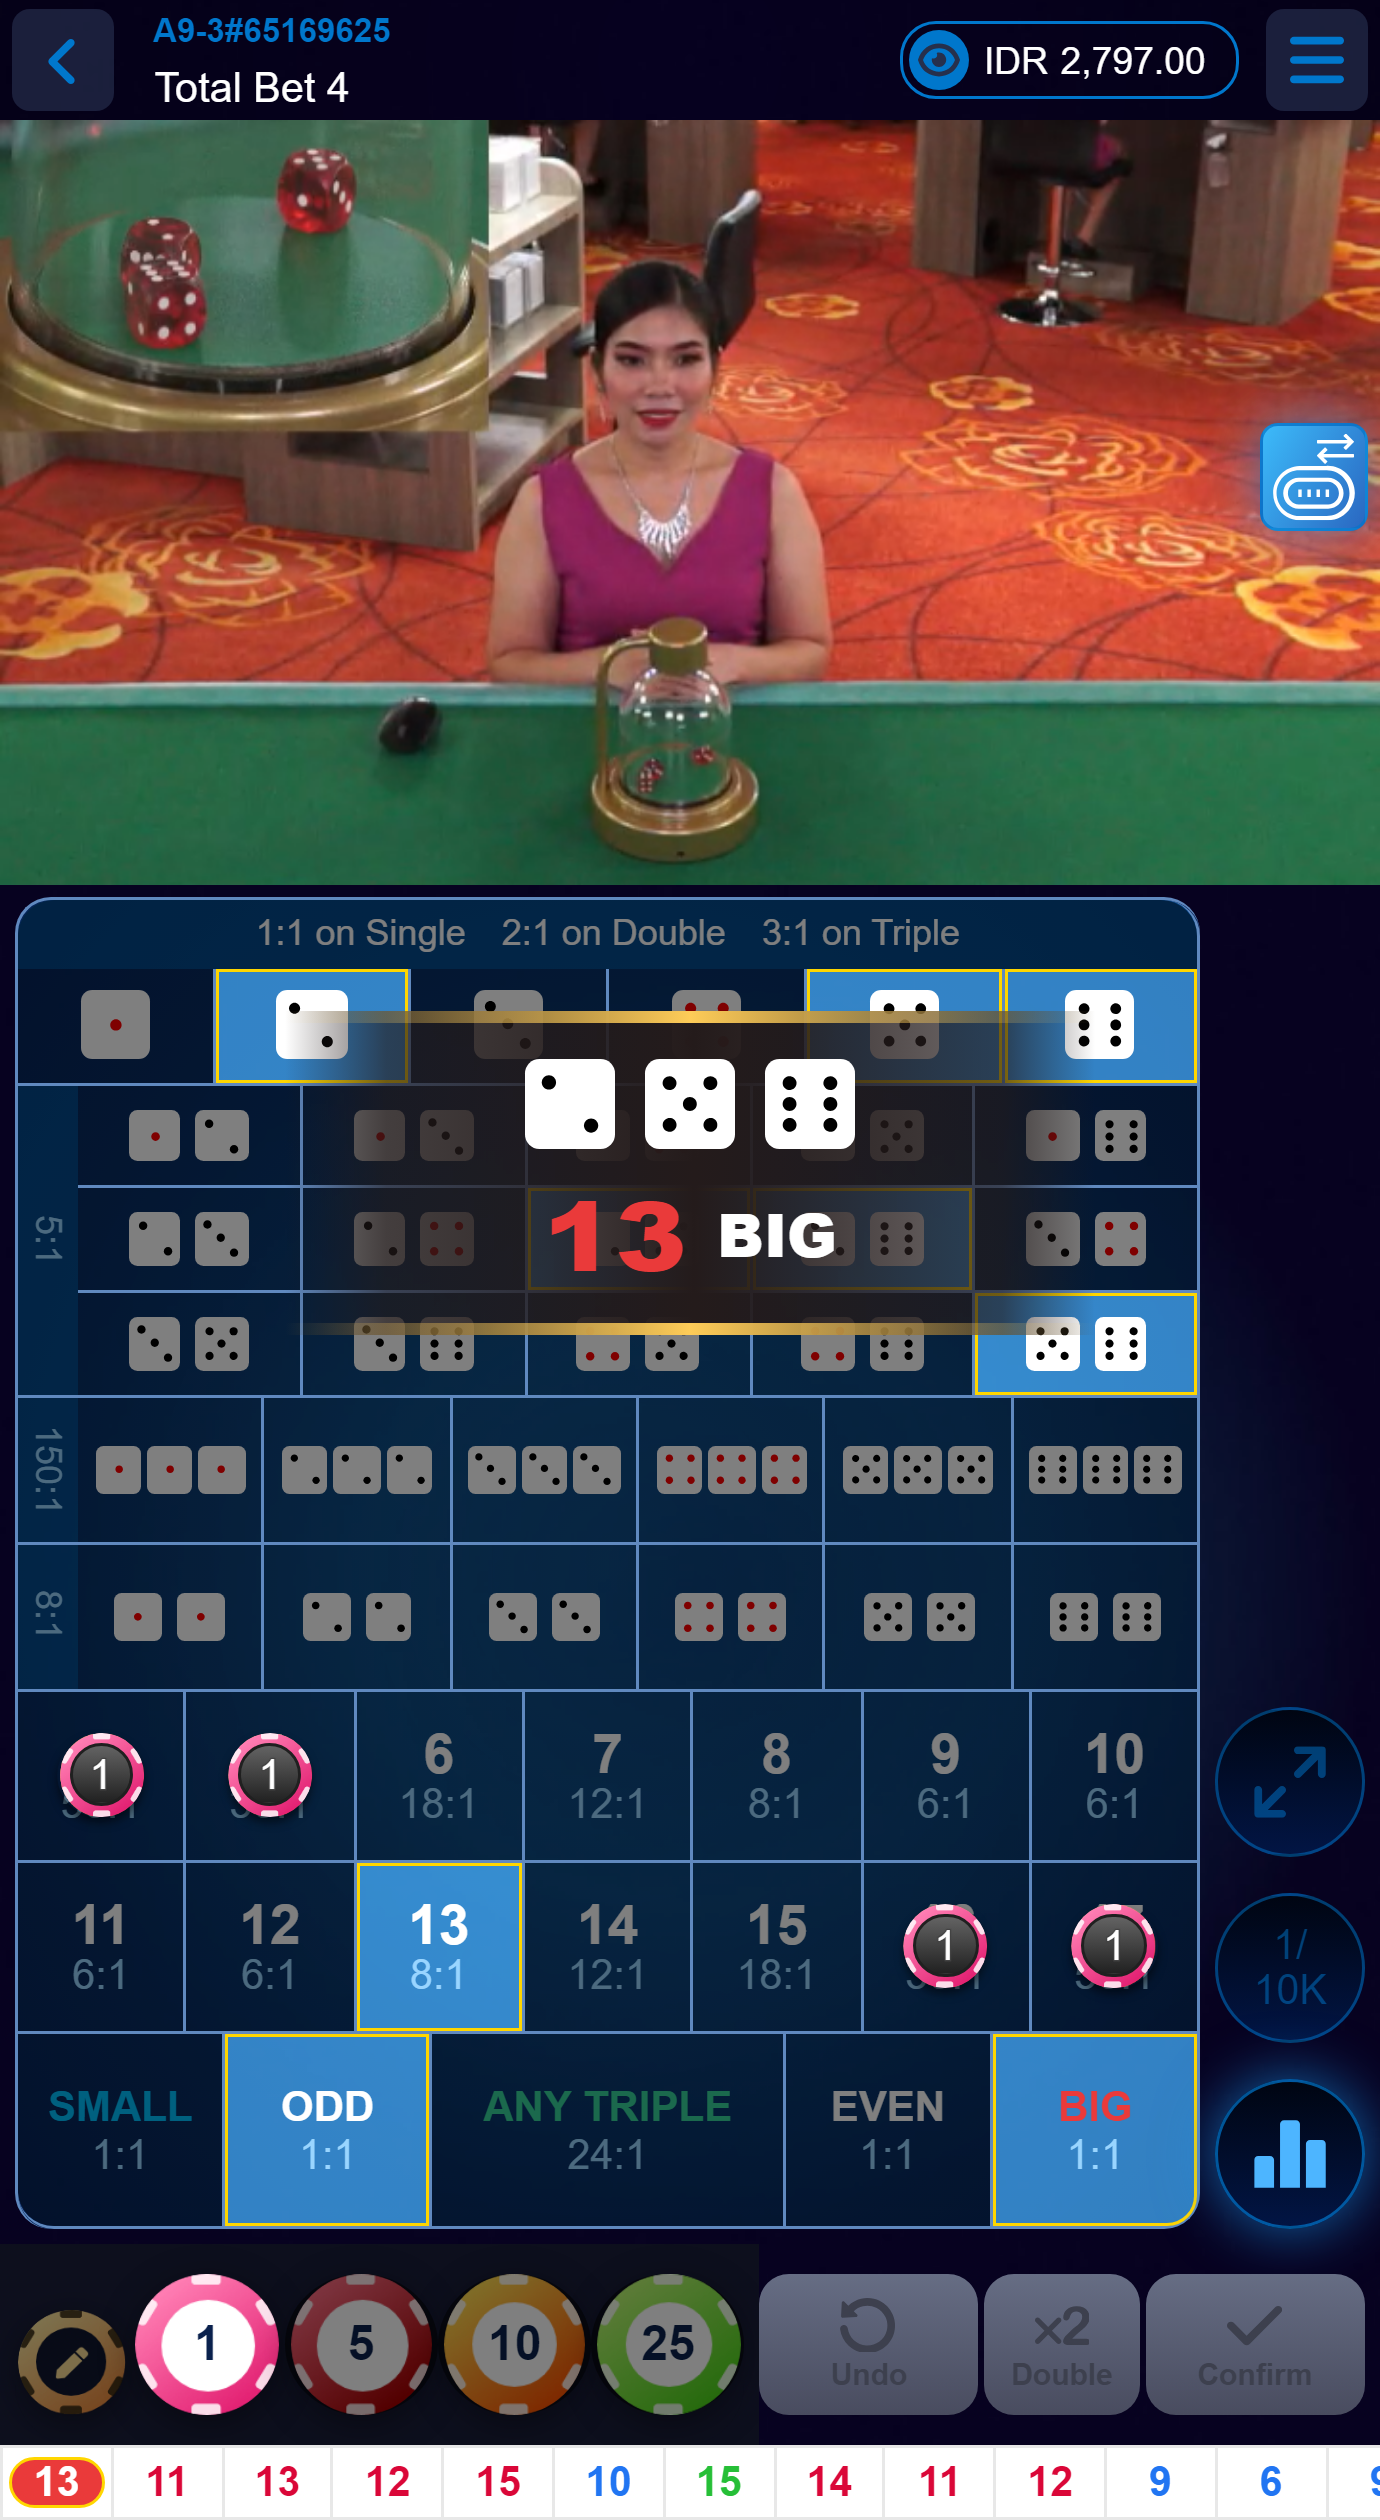 A9-3#65169625
Total Bet 4
IDR 2,797.00
1:1 on Single 2:1 on Double 3:1 on Triple
13 BIG
5:1
150:1
8:1
1 1 6 7 8 9 10
18:1 12:1 8:1 6:1 6:1
11 12 13 14 15 1 1
6:1 6:1 8:1 12:1 18:1
1/
10K
SMALL ODD ANY TRIPLE EVEN BIG
1:1 1:1 24:1 1:1 1:1
1 5 10 25
x2
Undo Double Confirm
13 11 13 12 15 10 15 14 11 12 9 6